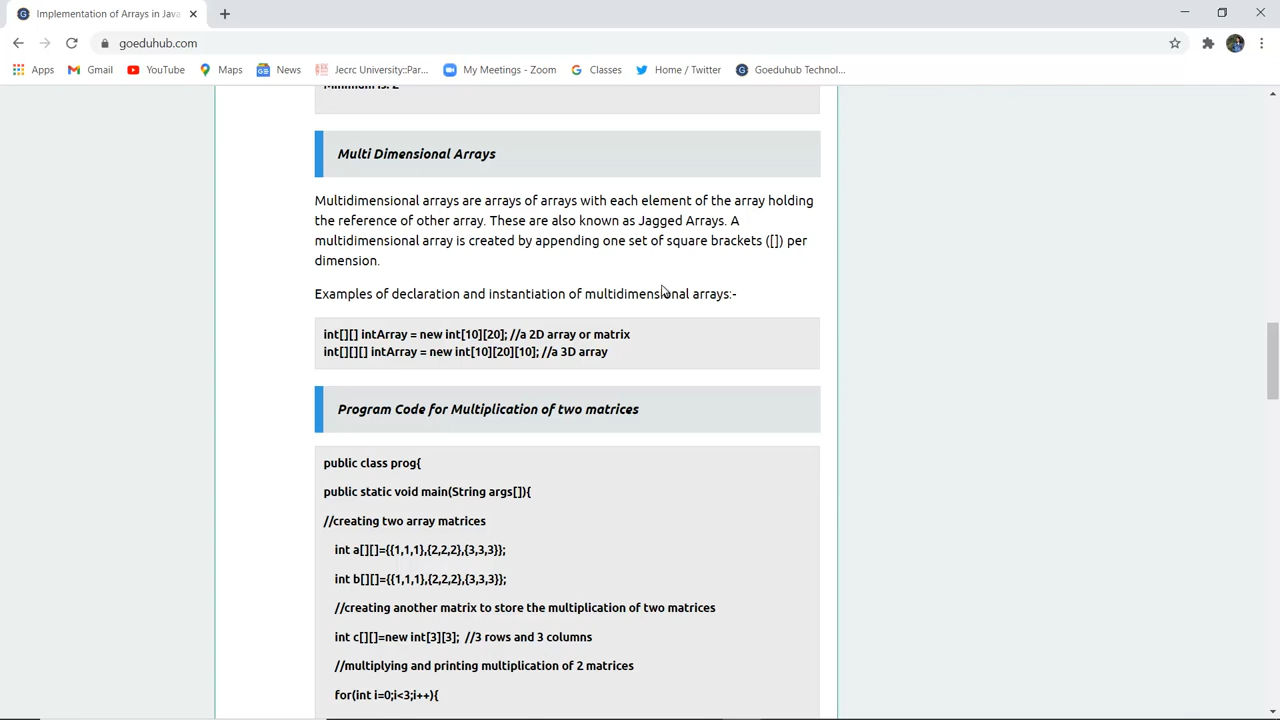 Implementation of Arrays in Java
goeduhub.com
Apps
Gmail
YouTube
Maps
News
Jecrc University::Par...
My Meetings - Zoom
Classes
Home / Twitter
Goeduhub Technol...
Minimum is: 2
Multi Dimensional Arrays
Multidimensional arrays are arrays of arrays with each element of the array holding
the reference of other array. These are also known as Jagged Arrays. A
multidimensional array is created by appending one set of square brackets ([]) per
dimension.
Examples of declaration and instantiation of multidimensional arrays:-
int[][] intArray = new int[10][20]; //a 2D array or matrix
int[][][] intArray = new int[10][20][10]; //a 3D array
Program Code for Multiplication of two matrices
public class prog{
public static void main(String args[]){
//creating two array matrices
int a[][]={{1,1,1},{2,2,2},{3,3,3}};
int b[][]={{1,1,1},{2,2,2},{3,3,3}};
//creating another matrix to store the multiplication of two matrices
int c[][]=new int[3][3];  //3 rows and 3 columns
//multiplying and printing multiplication of 2 matrices
for(int i=0;i<3;i++){